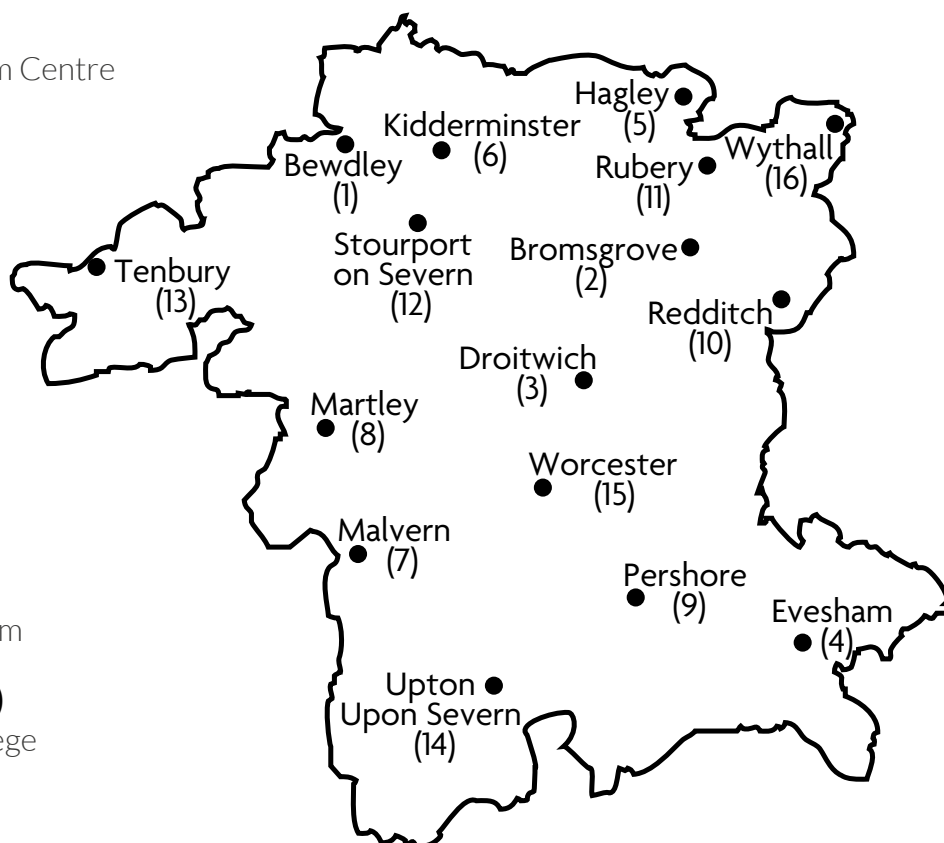 m Centre
Hagley
(5)
Kidderminster
(6)
Wythall
(16)
Bewdley
(1)
Rubery
(11)
Stourport
on Severn
(12)
Bromsgrove
(2)
Tenbury
(13)
Redditch
(10)
Droitwich
(3)
Martley
(8)
Worcester
(15)
Malvern
(7)
Pershore
(9)
Evesham
(4)
m
Upton
Upon Severn
(14)
)
ege